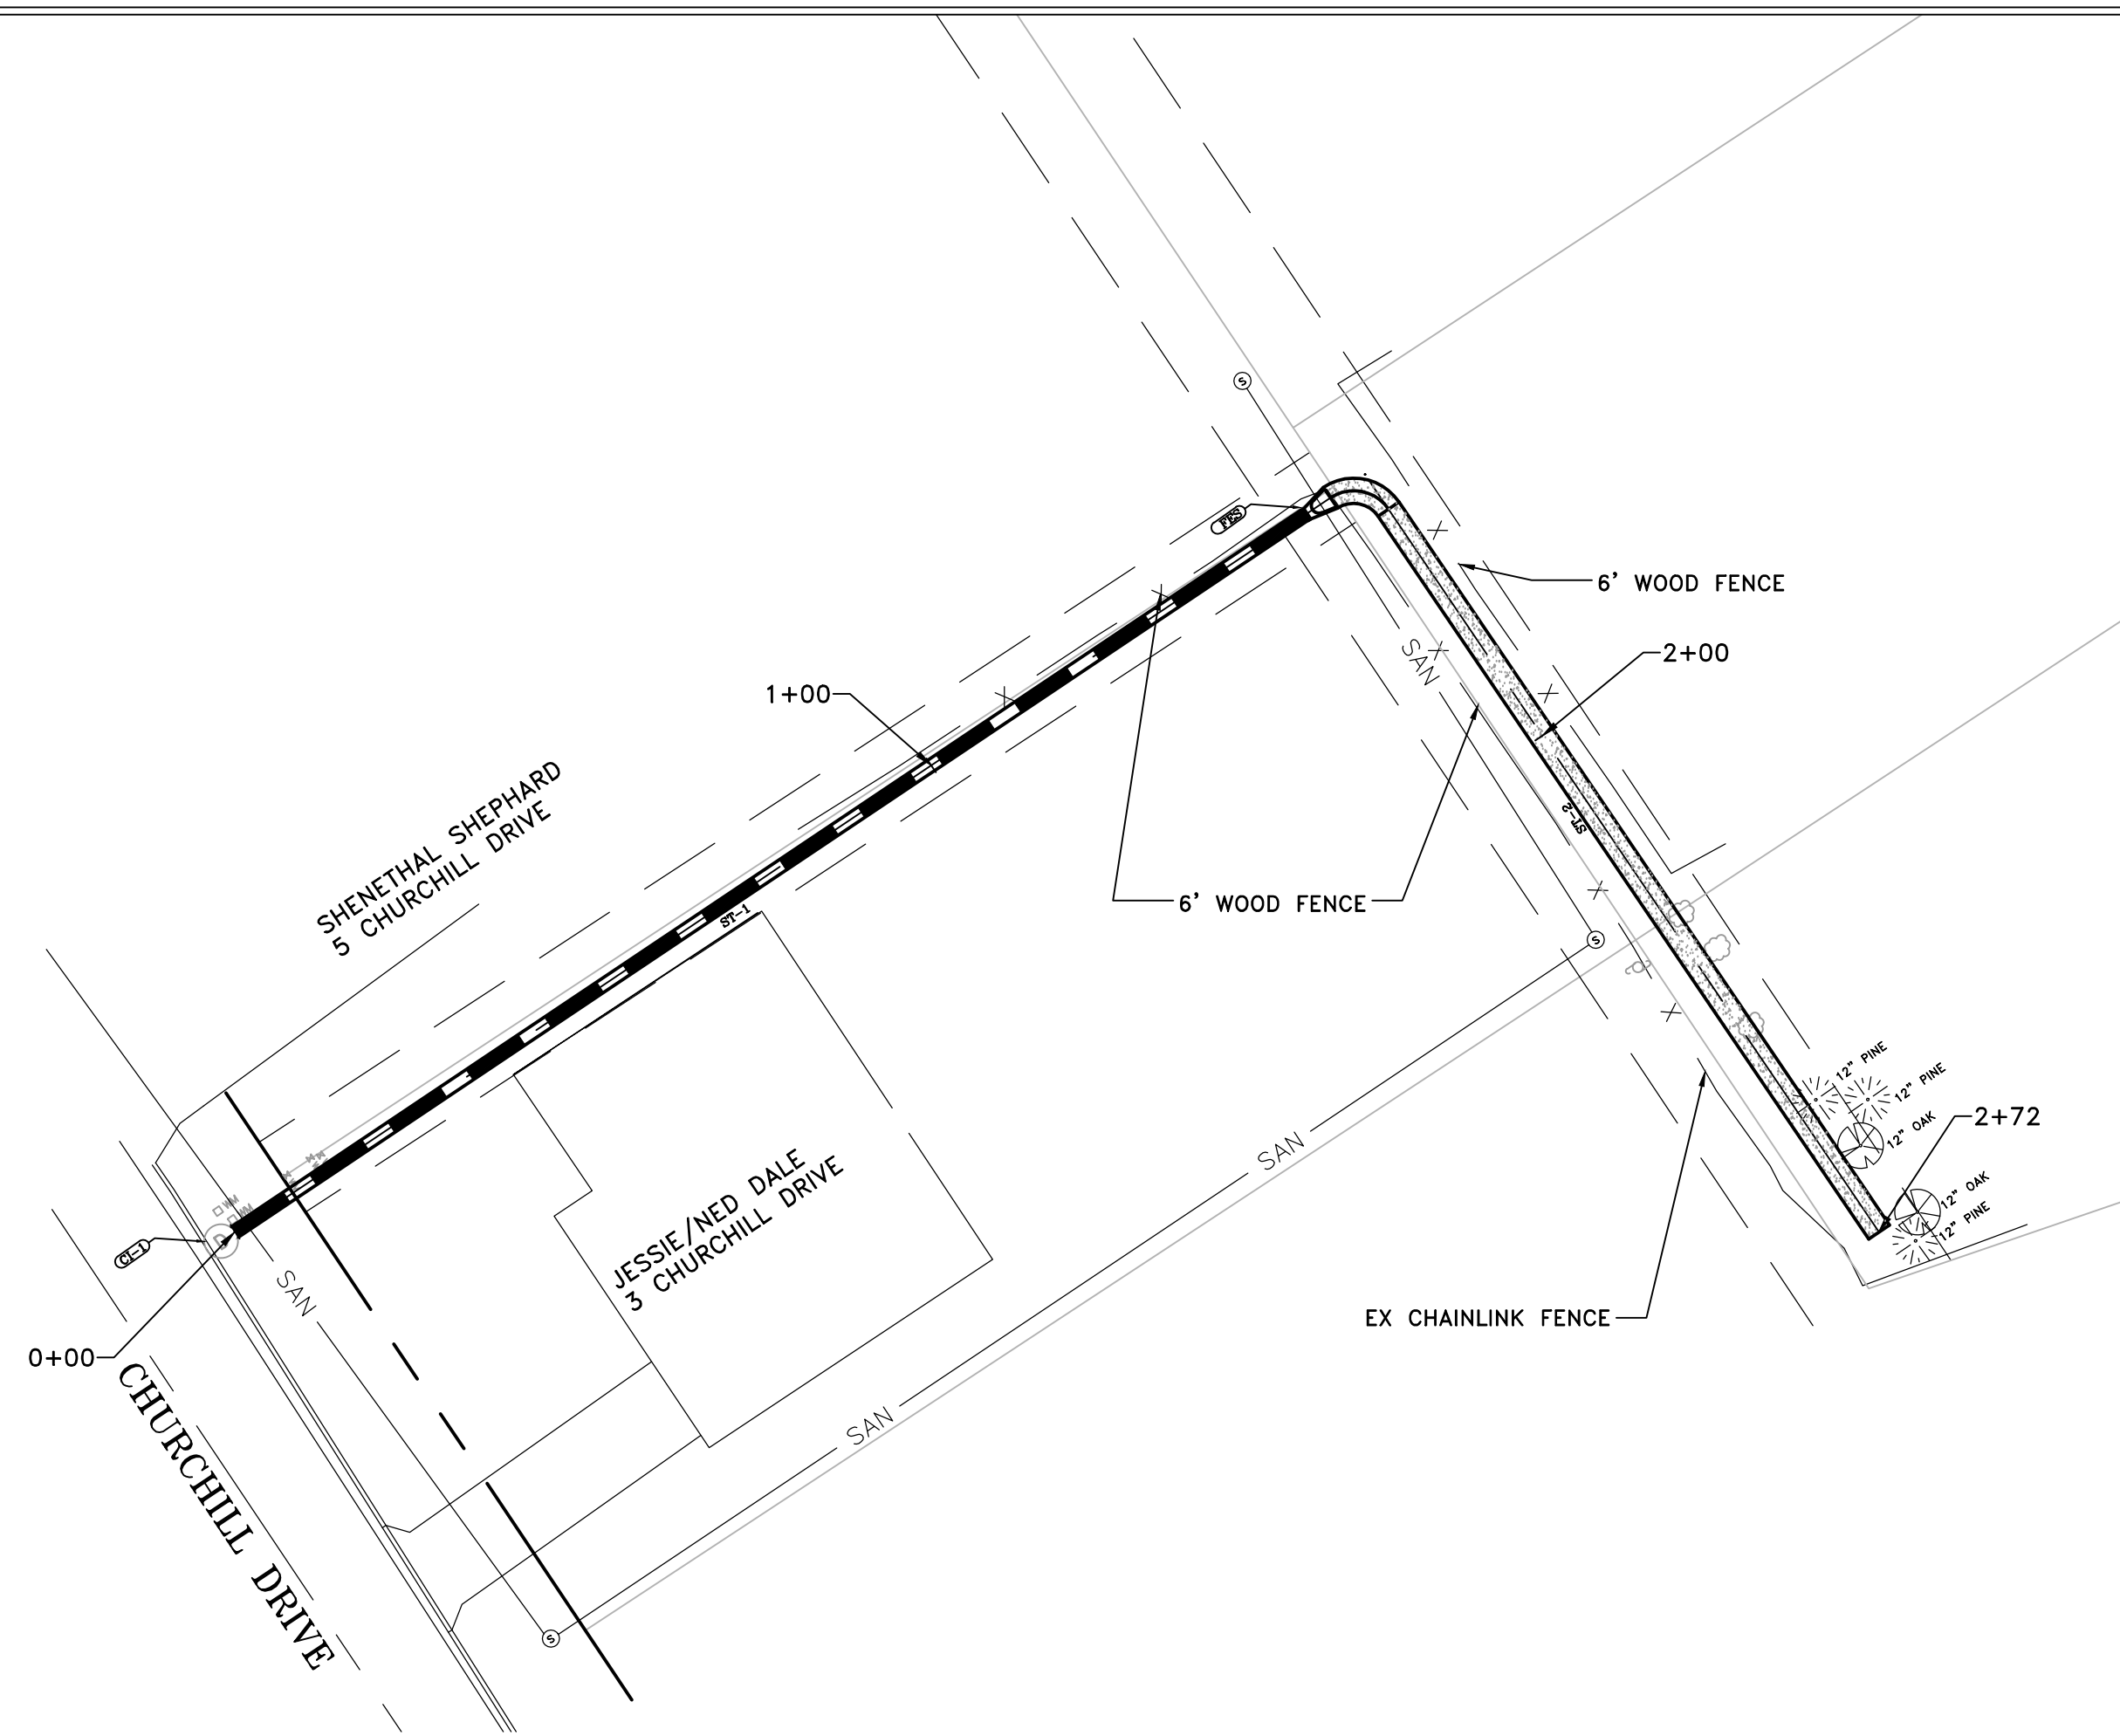 S
FES
6' WOOD FENCE
SAN
2+00
1+00
SHENETHAL SHEPHARD
5 CHURCHILL DRIVE
ST-2
6' WOOD FENCE
ST-1
S
12" PINE
12" PINE
12" OAK
2+72
JESSIE/NED DALE
3 CHURCHILL DRIVE
SAN
WM
WM
D
CI-1
12" OAK
12" PINE
SAN
EX CHAINLINK FENCE
0+00
CHURCHILL DRIVE
SAN
S